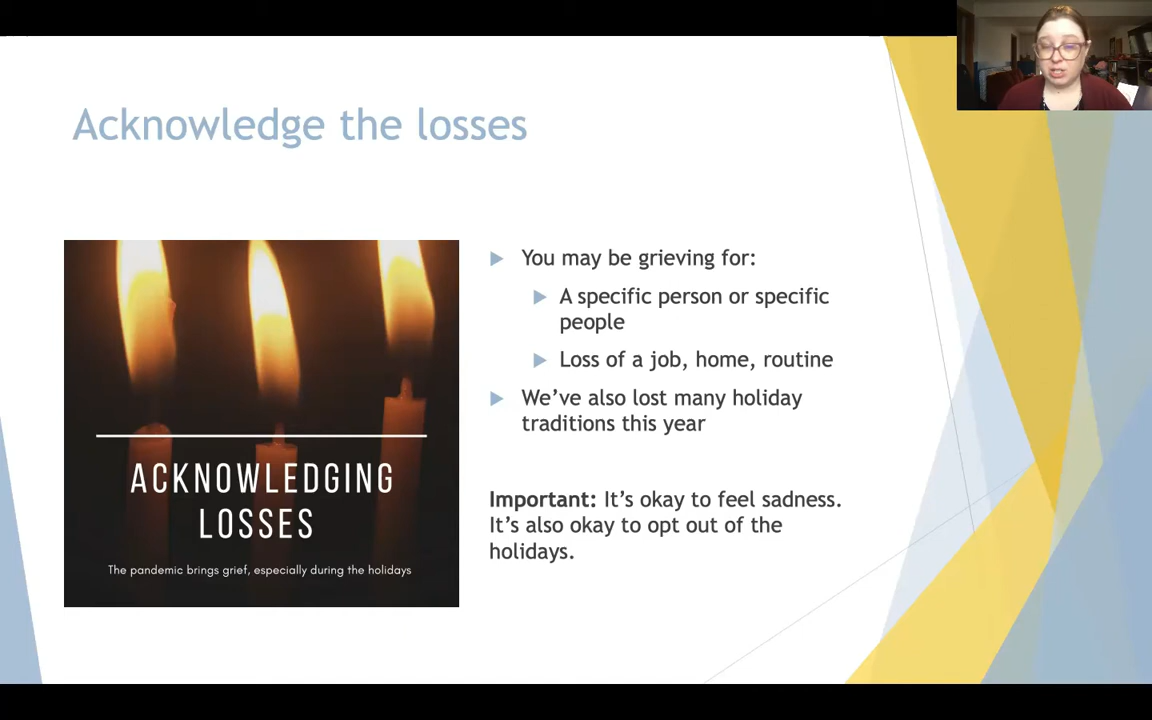 Acknowledge the losses
ACKNOWLEDGING
LOSSES
The pandemic brings grief, especially during the holidays
You may be grieving for:
A specific person or specific
people
Loss of a job, home, routine
We’ve also lost many holiday
traditions this year
Important: It’s okay to feel sadness.
It’s also okay to opt out of the
holidays.